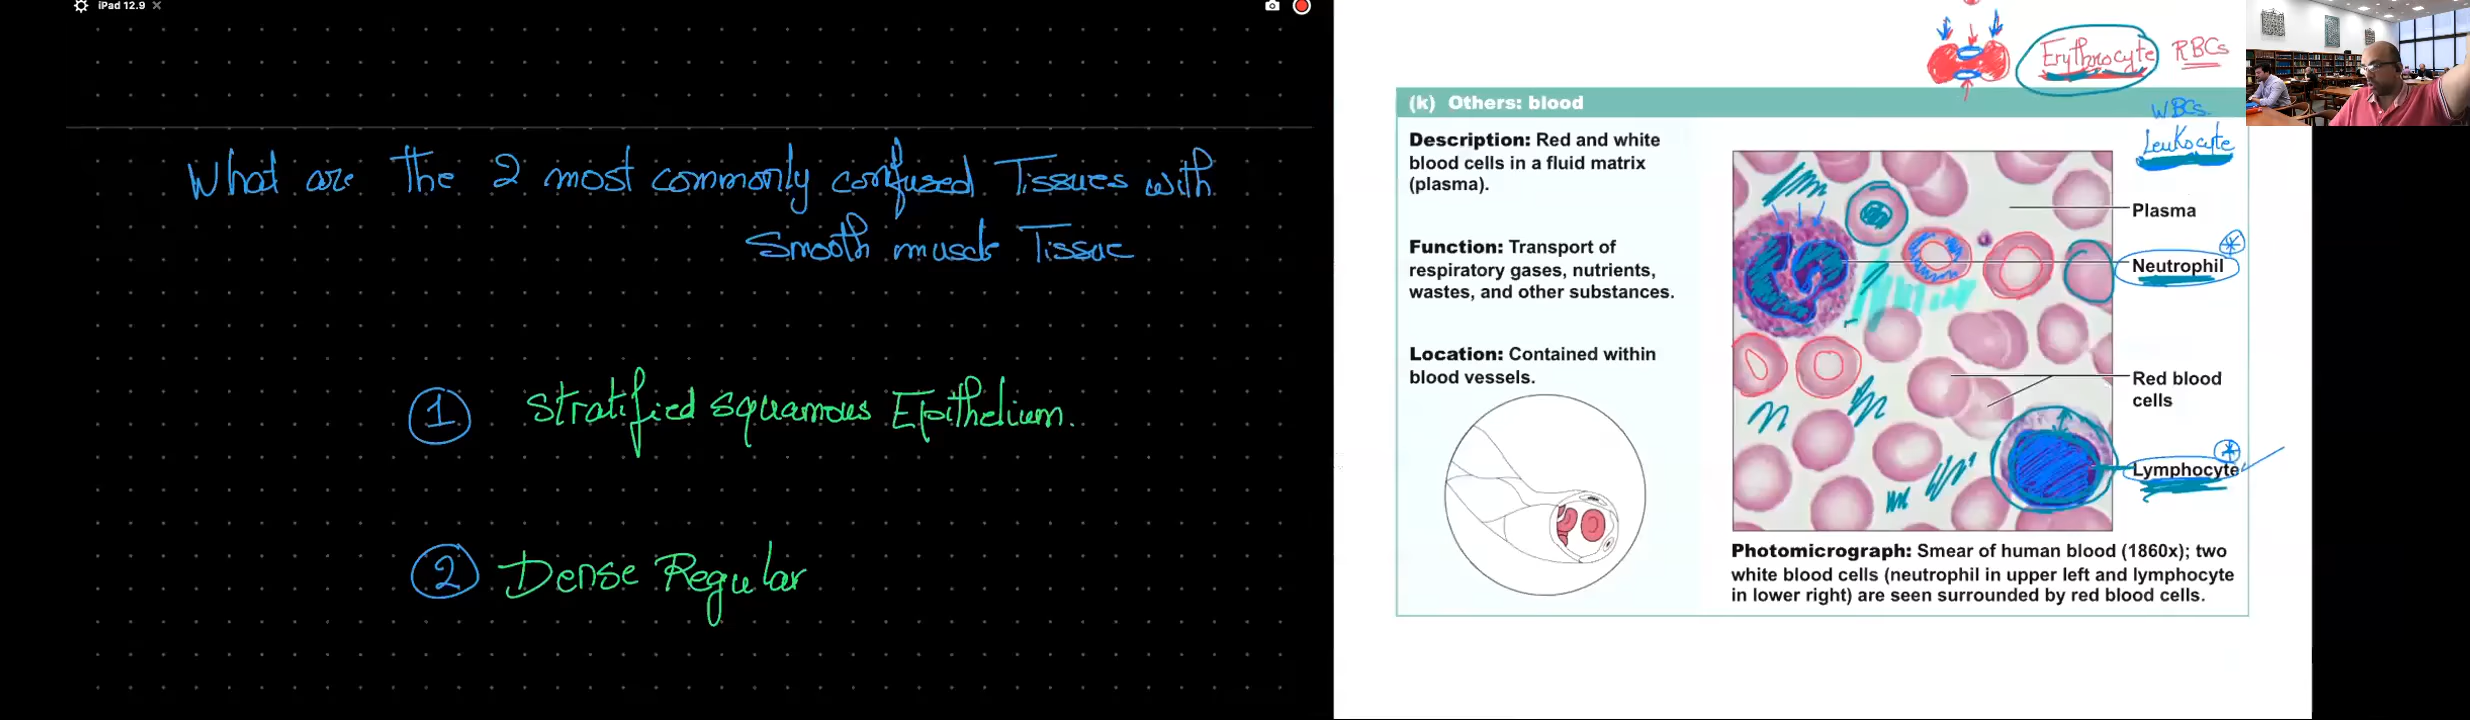 iPad 12.9
What are the 2 most commonly confused Tissues with
Smooth muscle Tissue
1 Stratified squamous Epithelium.
2 Dense Regular
Erythrocyte RBCs
(k) Others: blood
WBCs
Leukocyte
Description: Red and white
blood cells in a fluid matrix
(plasma).
Function: Transport of
respiratory gases, nutrients,
wastes, and other substances.
Location: Contained within
blood vessels.
Plasma
Neutrophil
Red blood
cells
Lymphocyte
Photomicrograph: Smear of human blood (1860x); two
white blood cells (neutrophil in upper left and lymphocyte
in lower right) are seen surrounded by red blood cells.